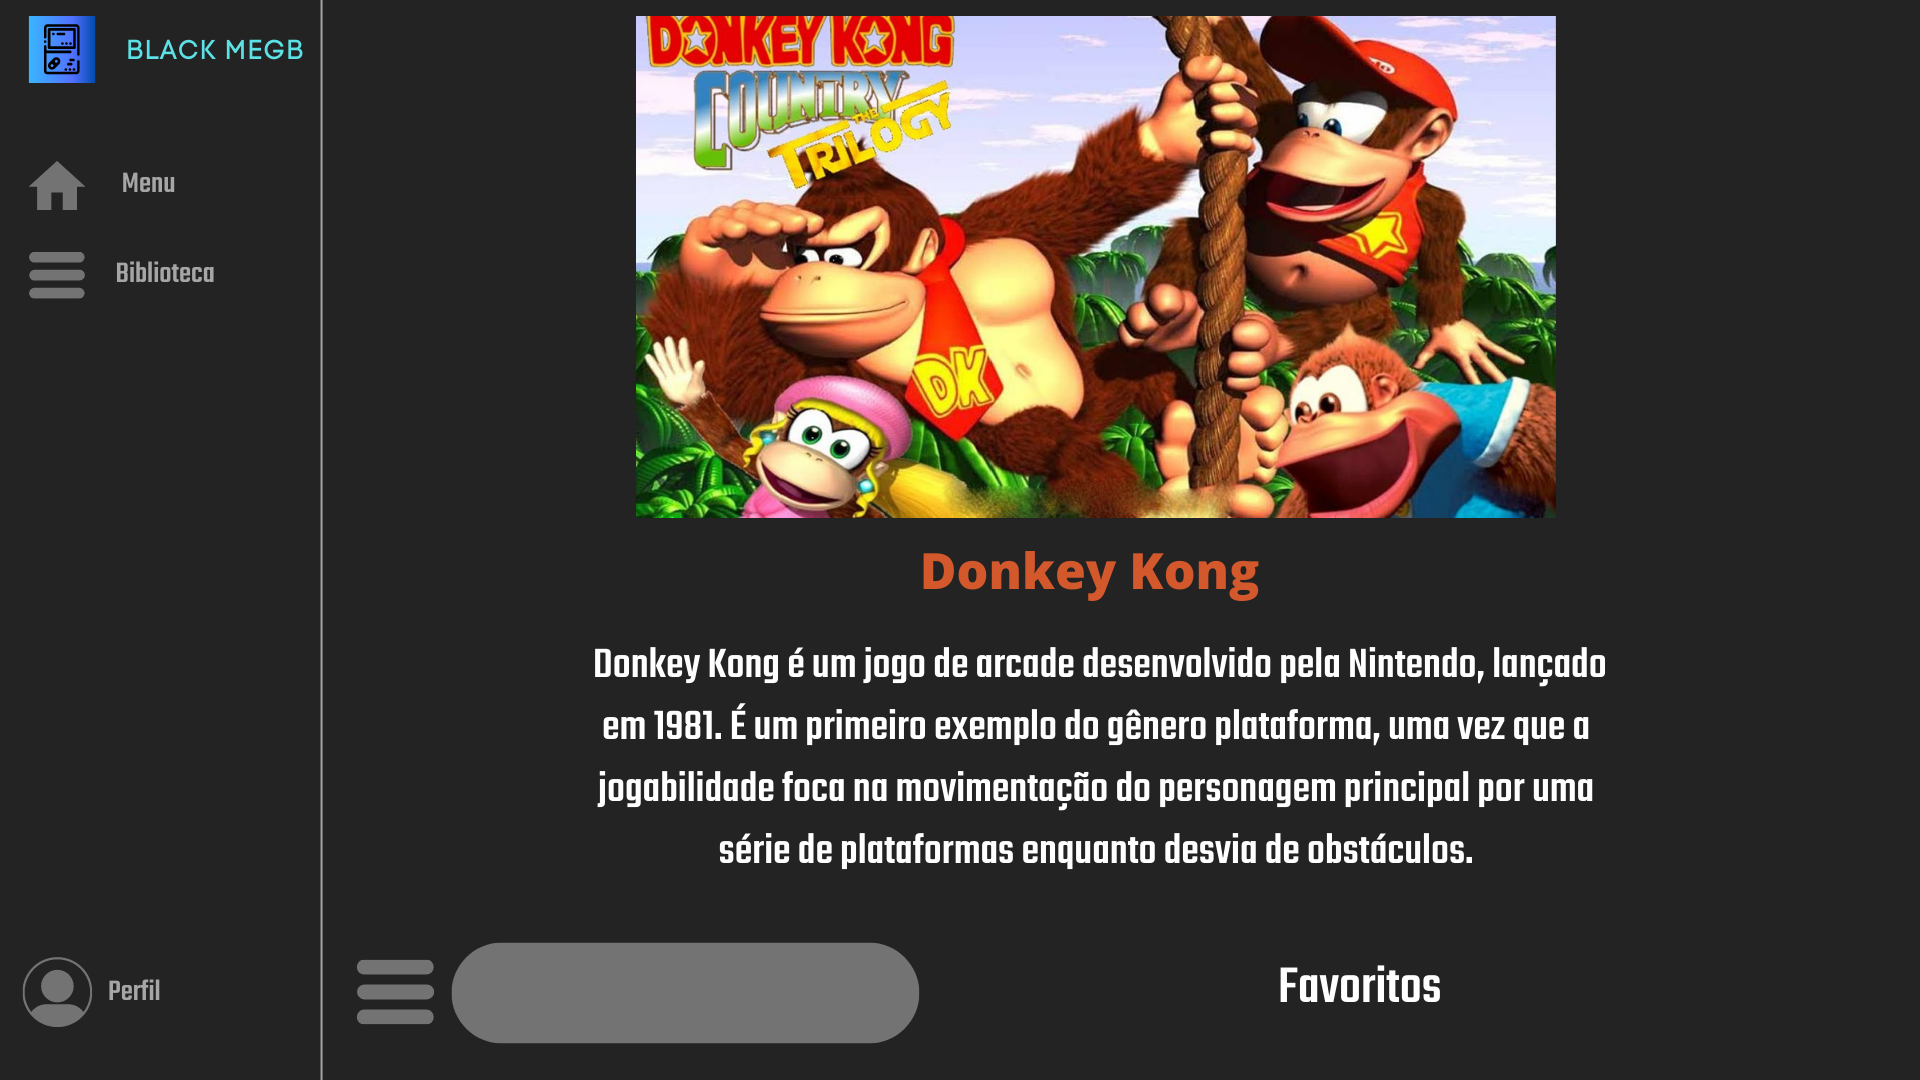 BLACK MEGB
Menu
Biblioteca
Perfil
DONKEY KONG
COUNTRY
THE
TRILOGY
DK
Donkey Kong
Donkey Kong é um jogo de arcade desenvolvido pela Nintendo, lançado
em 1981. É um primeiro exemplo do gênero plataforma, uma vez que a
jogabilidade foca na movimentação do personagem principal por uma
série de plataformas enquanto desvia de obstáculos.
Favoritos